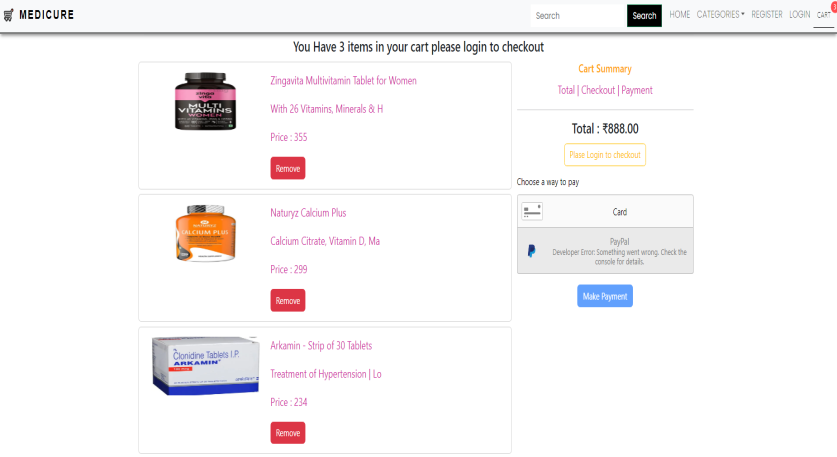 MEDICURE
Search
Search
HOME
CATEGORIES
REGISTER
LOGIN
CART
You Have 3 items in your cart please login to checkout
MULTI
VITAMINS
WOMEN
Zingavita Multivitamin Tablet for Women
With 26 Vitamins, Minerals & H
Price : 355
Remove
CALCIUM PLUS
Naturyz Calcium Plus
Calcium Citrate, Vitamin D, Ma
Price : 299
Remove
Clonidine Tablets I.P.
ARKAMIN
Arkamin - Strip of 30 Tablets
Treatment of Hypertension | Lo
Price : 234
Remove
Cart Summary
Total | Checkout | Payment
Total : ₹888.00
Plase Login to checkout
Choose a way to pay
Card
PayPal
Developer Error: Something went wrong. Check the
console for details.
Make Payment